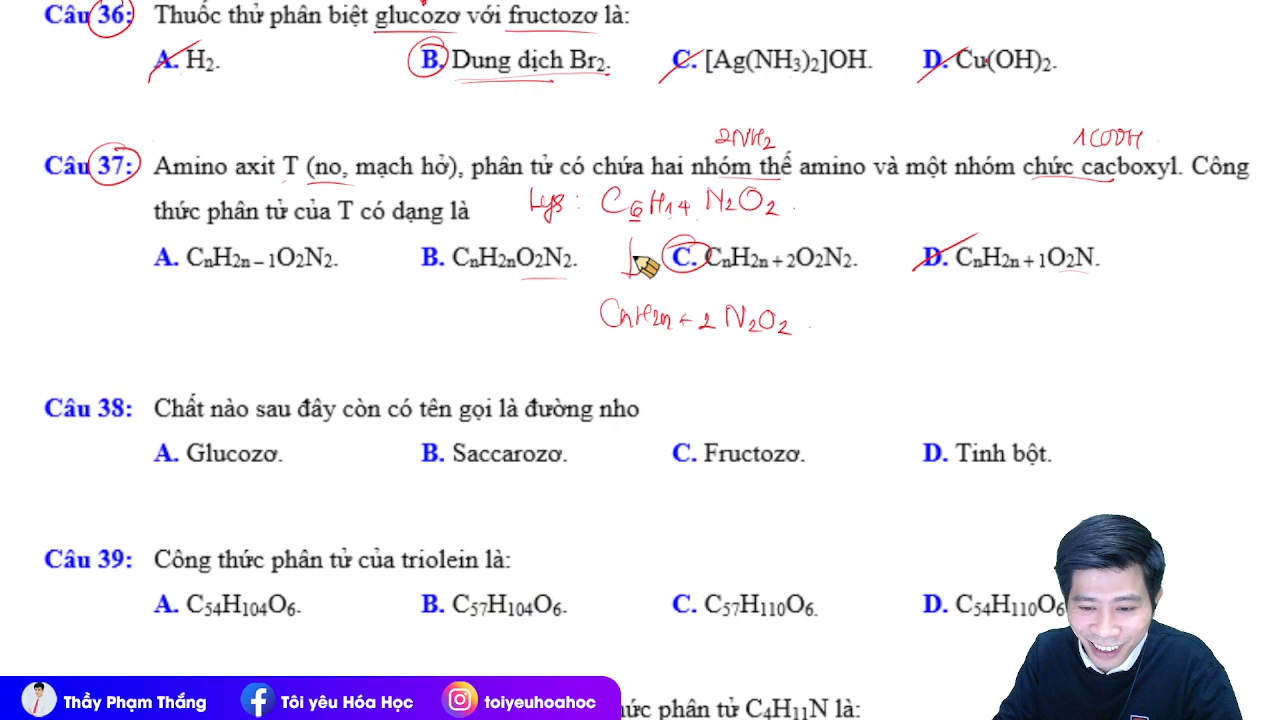 Câu 36: Thuốc thử phân biệt glucozơ với fructozơ là:
A. H2. B. Dung dịch Br2. C. [Ag(NH3)2]OH. D. Cu(OH)2.
2NH2 1COOH
Câu 37: Amino axit T (no, mạch hở), phân tử có chứa hai nhóm thế amino và một nhóm chức cacboxyl. Công
thức phân tử của T có dạng là
Lys: C6H14N2O2.
A. CnH2n – 1O2N2. B. CnH2nO2N2. C. CnH2n + 2O2N2. D. CnH2n + 1O2N.
CnH2n + 2 N2O2.
Câu 38: Chất nào sau đây còn có tên gọi là đường nho
A. Glucozơ. B. Saccarozơ. C. Fructozơ. D. Tinh bột.
Câu 39: Công thức phân tử của triolein là:
A. C54H104O6. B. C57H104O6. C. C57H110O6. D. C54H110O6
Thầy Phạm Thắng Tôi yêu Hóa Học toiyeuhoahoc
thức phân tử C4H11N là: